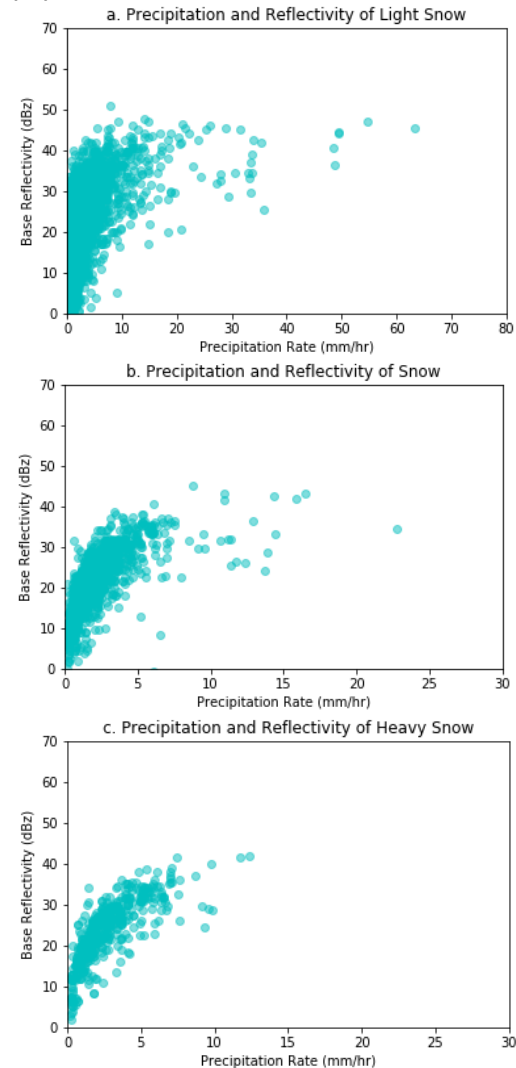 a. Precipitation and Reflectivity of Light Snow
70
60
50
40
30
20
10
0
Base Reflectivity (dBz)
0 10 20 30 40 50 60 70 80
Precipitation Rate (mm/hr)
b. Precipitation and Reflectivity of Snow
70
60
50
40
30
20
10
0
Base Reflectivity (dBz)
0 5 10 15 20 25 30
Precipitation Rate (mm/hr)
c. Precipitation and Reflectivity of Heavy Snow
70
60
50
40
30
20
10
0
Base Reflectivity (dBz)
0 5 10 15 20 25 30
Precipitation Rate (mm/hr)